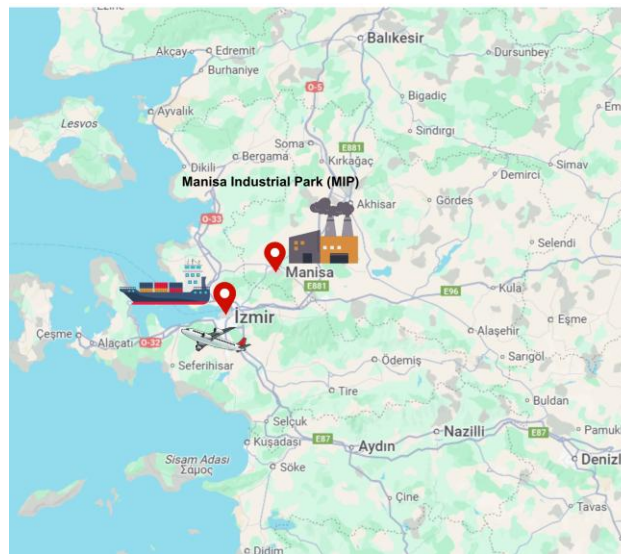 Ezine
Akçay
Edremit
Burhaniye
Balıkesir
Dursunbey
O-5
Ayvalık
Lesvos
Bigadiç
Sındırgı
Simav
Soma
E881
Kırkağaç
Bergama
Dikili
Demirci
Manisa Industrial Park (MIP)
Akhisar
Gördes
O-33
Selendi
Manisa
E881
E96
Kula
İzmir
Eşme
Çeşme
Alaçatı
O-32
Alaşehir
Seferihisar
Ödemiş
Sarıgöl
Tire
Buldan
Selçuk
Kuşadası
E87
Aydın
Nazilli
E87
Pamuk
Sisam Adası
Σάμος
Söke
Denizl
Çine
Tavas
Didim